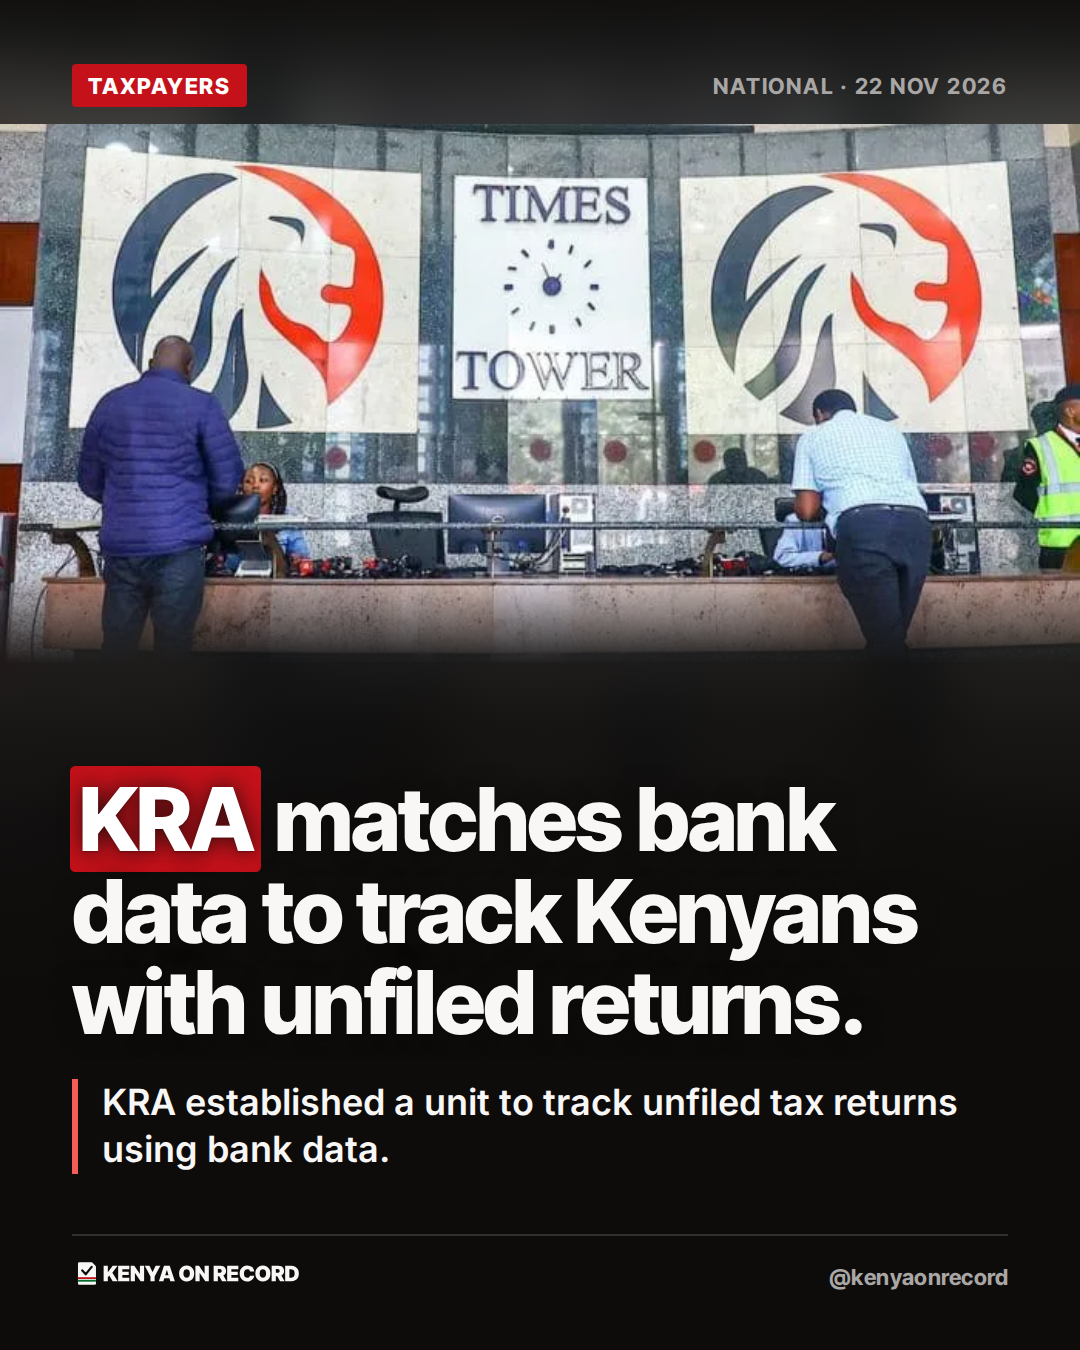 TAXPAYERS
NATIONAL · 22 NOV 2026
TIMES
TOWER
KRA matches bank
data to track Kenyans
with unfiled returns.
KRA established a unit to track unfiled tax returns
using bank data.
KENYA ON RECORD
@kenyaonrecord